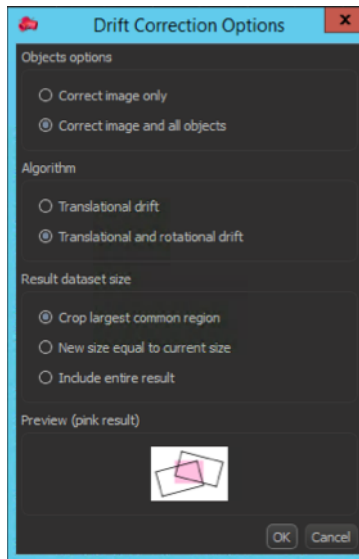 Drift Correction Options
x
Objects options
Correct image only
Correct image and all objects
Algorithm
Translational drift
Translational and rotational drift
Result dataset size
Crop largest common region
New size equal to current size
Include entire result
Preview (pink result)
OK Cancel